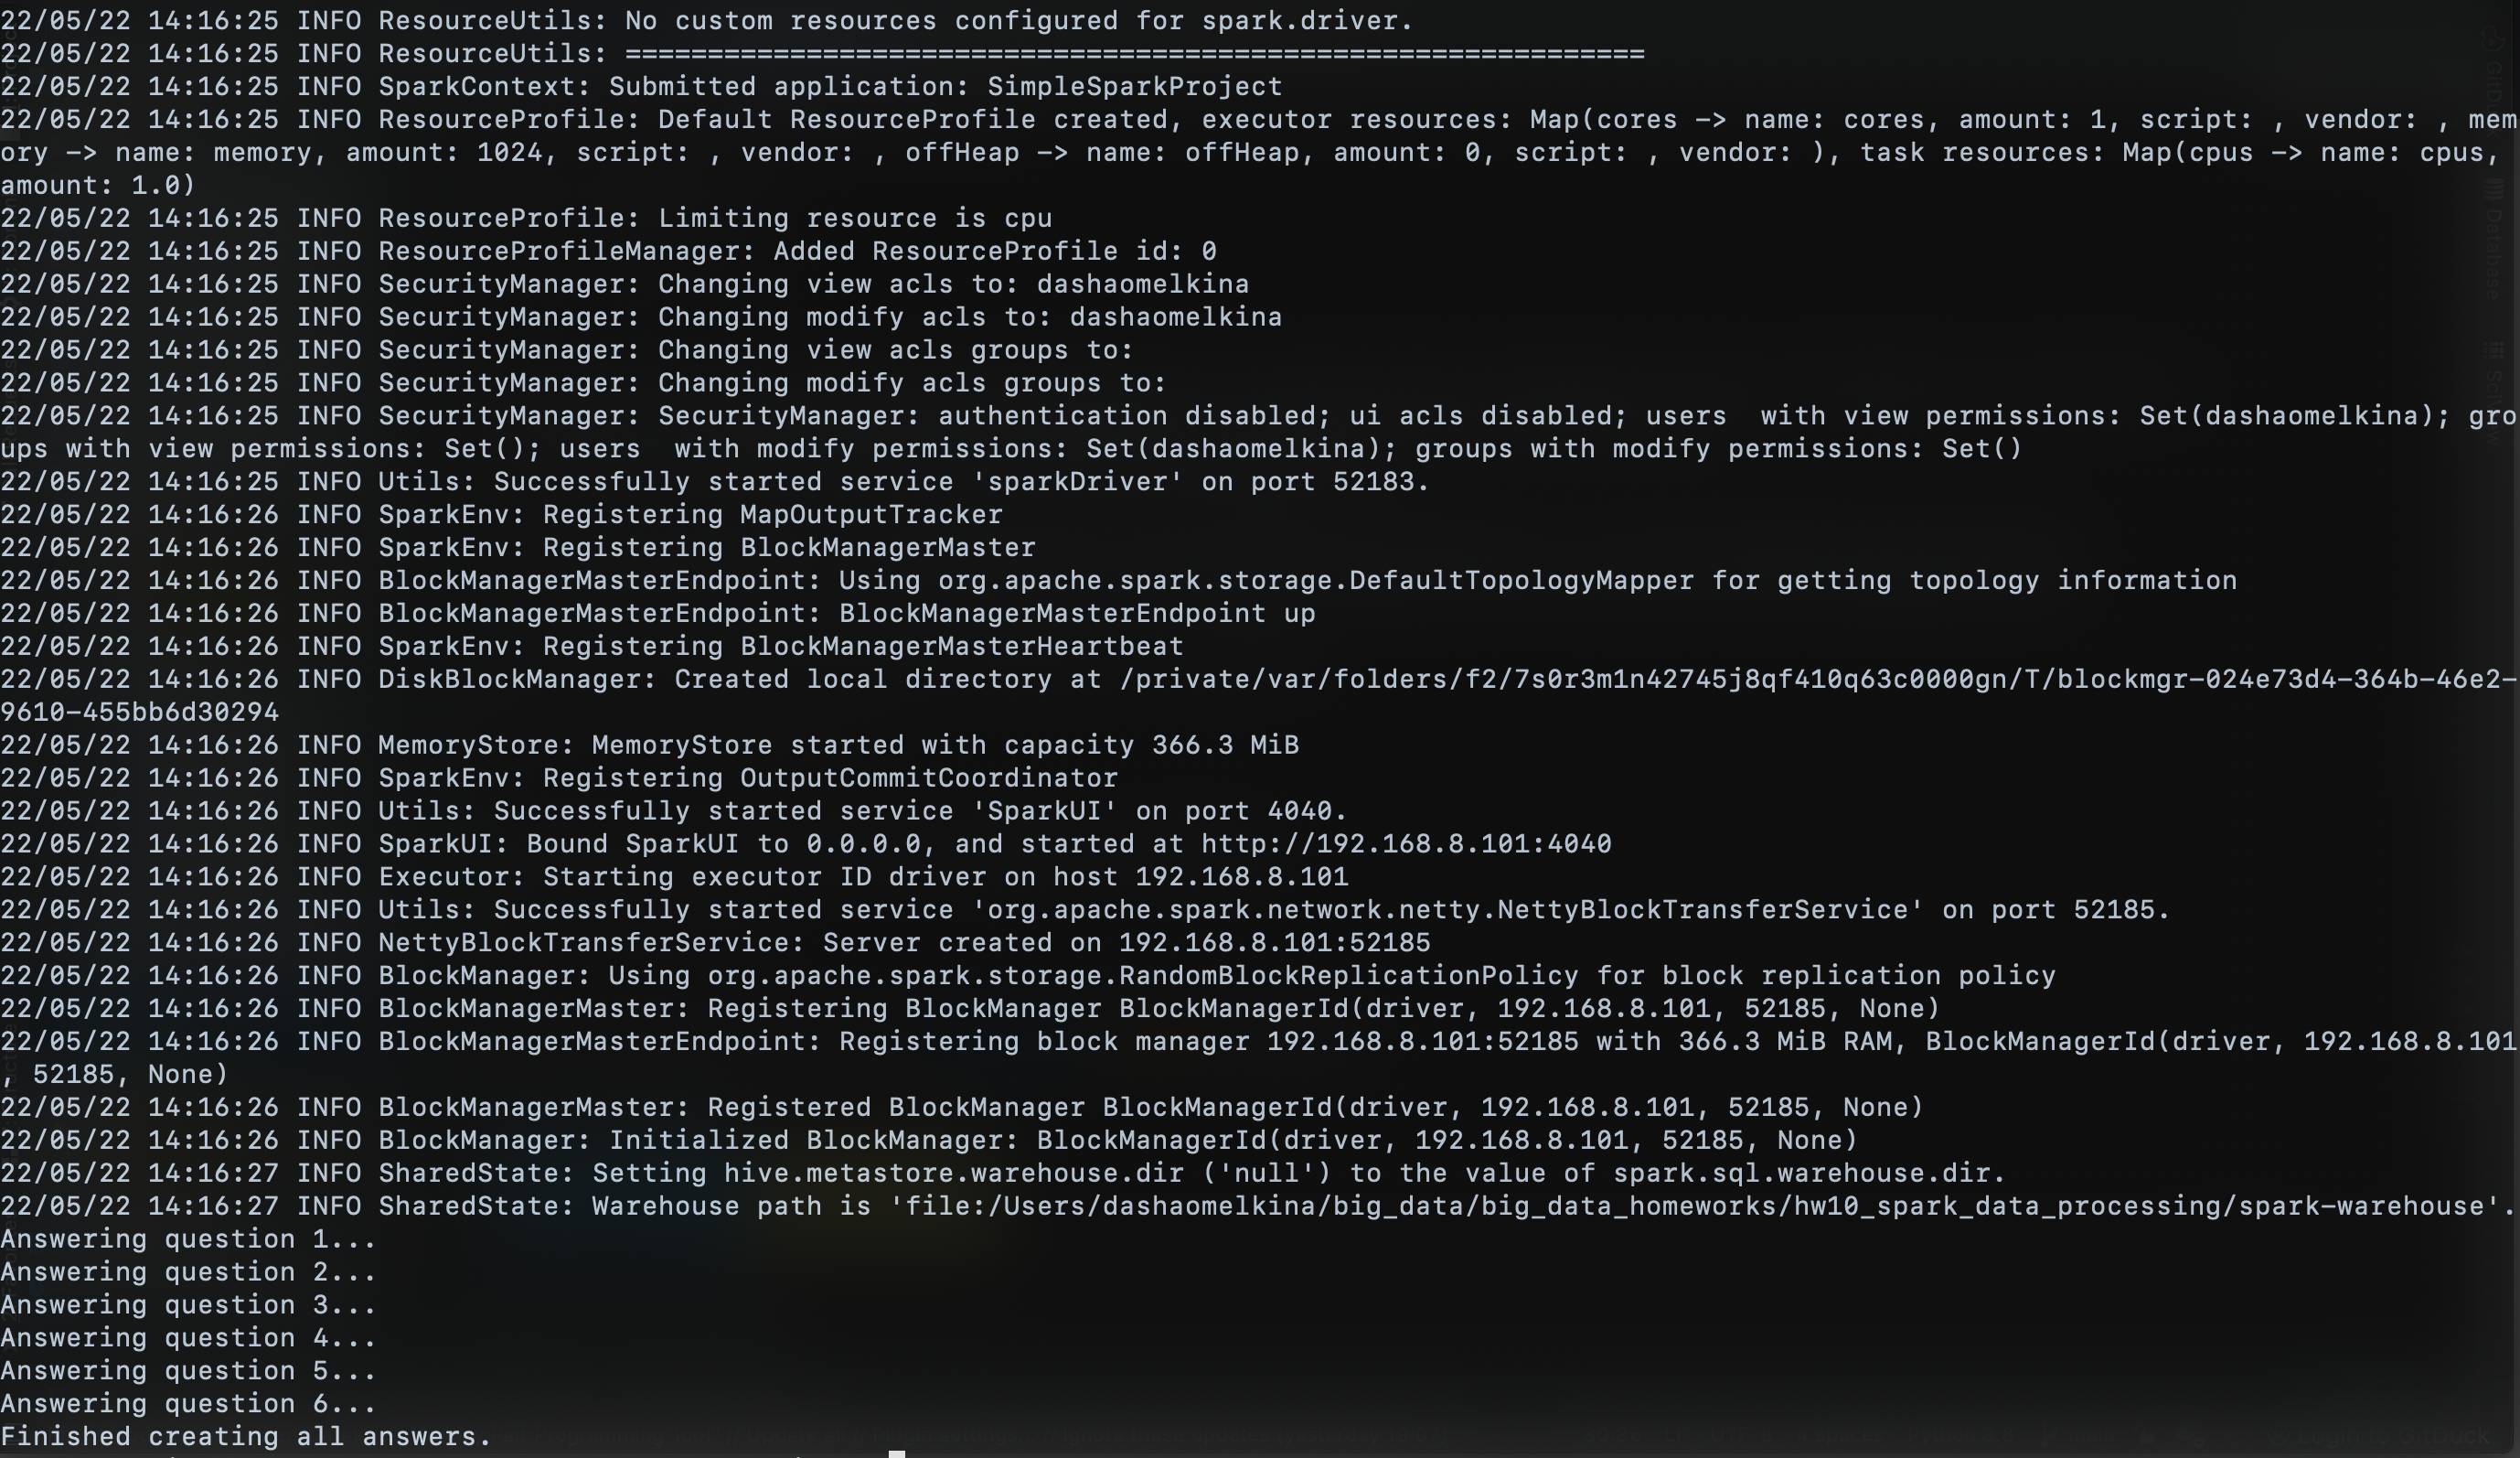 22/05/22 14:16:25 INFO ResourceUtils: No custom resources configured for spark.driver.
22/05/22 14:16:25 INFO ResourceUtils: ==============================================================
22/05/22 14:16:25 INFO SparkContext: Submitted application: SimpleSparkProject
22/05/22 14:16:25 INFO ResourceProfile: Default ResourceProfile created, executor resources: Map(cores -> name: cores, amount: 1, script: , vendor: , mem
ory -> name: memory, amount: 1024, script: , vendor: , offHeap -> name: offHeap, amount: 0, script: , vendor: ), task resources: Map(cpus -> name: cpus,
amount: 1.0)
22/05/22 14:16:25 INFO ResourceProfile: Limiting resource is cpu
22/05/22 14:16:25 INFO ResourceProfileManager: Added ResourceProfile id: 0
22/05/22 14:16:25 INFO SecurityManager: Changing view acls to: dashaomelkina
22/05/22 14:16:25 INFO SecurityManager: Changing modify acls to: dashaomelkina
22/05/22 14:16:25 INFO SecurityManager: Changing view acls groups to:
22/05/22 14:16:25 INFO SecurityManager: Changing modify acls groups to:
22/05/22 14:16:25 INFO SecurityManager: SecurityManager: authentication disabled; ui acls disabled; users  with view permissions: Set(dashaomelkina); gro
ups with view permissions: Set(); users  with modify permissions: Set(dashaomelkina); groups with modify permissions: Set()
22/05/22 14:16:25 INFO Utils: Successfully started service 'sparkDriver' on port 52183.
22/05/22 14:16:26 INFO SparkEnv: Registering MapOutputTracker
22/05/22 14:16:26 INFO SparkEnv: Registering BlockManagerMaster
22/05/22 14:16:26 INFO BlockManagerMasterEndpoint: Using org.apache.spark.storage.DefaultTopologyMapper for getting topology information
22/05/22 14:16:26 INFO BlockManagerMasterEndpoint: BlockManagerMasterEndpoint up
22/05/22 14:16:26 INFO SparkEnv: Registering BlockManagerMasterHeartbeat
22/05/22 14:16:26 INFO DiskBlockManager: Created local directory at /private/var/folders/f2/7s0r3m1n42745j8qf410q63c0000gn/T/blockmgr-024e73d4-364b-46e2-
9610-455bb6d30294
22/05/22 14:16:26 INFO MemoryStore: MemoryStore started with capacity 366.3 MiB
22/05/22 14:16:26 INFO SparkEnv: Registering OutputCommitCoordinator
22/05/22 14:16:26 INFO Utils: Successfully started service 'SparkUI' on port 4040.
22/05/22 14:16:26 INFO SparkUI: Bound SparkUI to 0.0.0.0, and started at http://192.168.8.101:4040
22/05/22 14:16:26 INFO Executor: Starting executor ID driver on host 192.168.8.101
22/05/22 14:16:26 INFO Utils: Successfully started service 'org.apache.spark.network.netty.NettyBlockTransferService' on port 52185.
22/05/22 14:16:26 INFO NettyBlockTransferService: Server created on 192.168.8.101:52185
22/05/22 14:16:26 INFO BlockManager: Using org.apache.spark.storage.RandomBlockReplicationPolicy for block replication policy
22/05/22 14:16:26 INFO BlockManagerMaster: Registering BlockManager BlockManagerId(driver, 192.168.8.101, 52185, None)
22/05/22 14:16:26 INFO BlockManagerMasterEndpoint: Registering block manager 192.168.8.101:52185 with 366.3 MiB RAM, BlockManagerId(driver, 192.168.8.101
, 52185, None)
22/05/22 14:16:26 INFO BlockManagerMaster: Registered BlockManager BlockManagerId(driver, 192.168.8.101, 52185, None)
22/05/22 14:16:26 INFO BlockManager: Initialized BlockManager: BlockManagerId(driver, 192.168.8.101, 52185, None)
22/05/22 14:16:27 INFO SharedState: Setting hive.metastore.warehouse.dir ('null') to the value of spark.sql.warehouse.dir.
22/05/22 14:16:27 INFO SharedState: Warehouse path is 'file:/Users/dashaomelkina/big_data/big_data_homeworks/hw10_spark_data_processing/spark-warehouse'.
Answering question 1...
Answering question 2...
Answering question 3...
Answering question 4...
Answering question 5...
Answering question 6...
Finished creating all answers.
Database